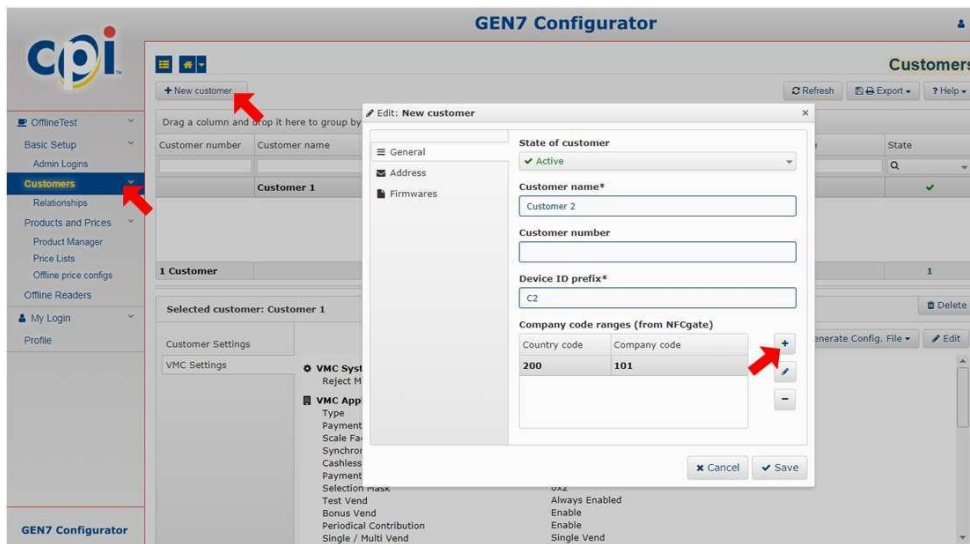 GEN7 Configurator
cpi
Customers
+ New customer
Refresh
Export
? Help
OfflineTest
Basic Setup
Admin Logins
Customers
Relationships
Products and Prices
Product Manager
Price Lists
Offline price configs
Offline Readers
My Login
Profile
GEN7 Configurator
Drag a column and drop it here to group by
Customer number Customer name State
Customer 1
1 Customer 1
Selected customer: Customer 1
Delete
Customer Settings
VMC Settings
Generate Config. File
Edit
VMC Syst
Reject M
VMC App
Type
Payment
Scale Fa
Synchror
Cashless
Payment
Selection Mask 0x2
Test Vend Always Enabled
Bonus Vend Enable
Periodical Contribution Enable
Single / Multi Vend Single Vend
Edit: New customer
×
General
Address
Firmwares
State of customer
Active
Customer name*
Customer 2
Customer number
Device ID prefix*
C2
Company code ranges (from NFCgate)
Country code Company code
200 101
+
-
Cancel
Save